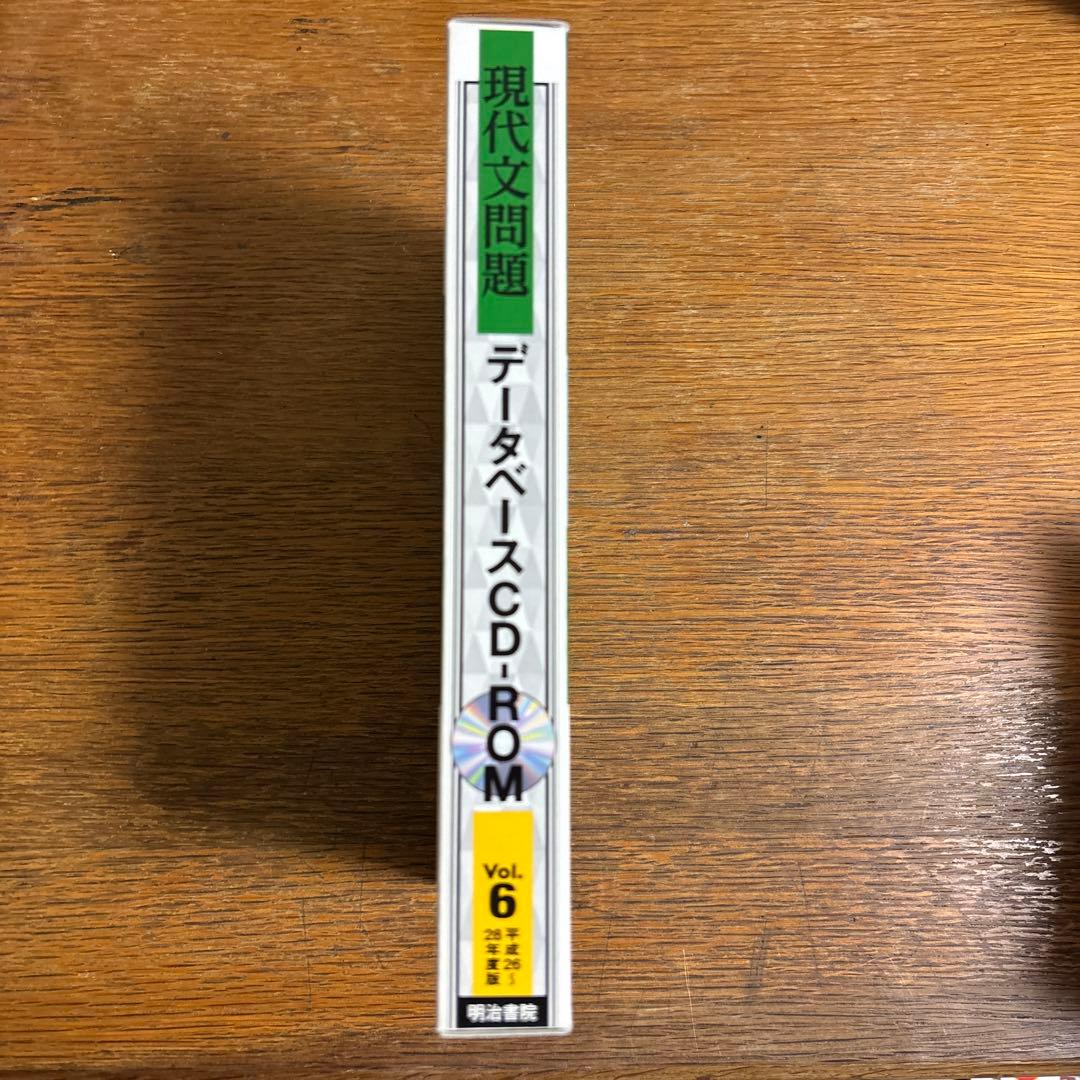 現代文問題
データベースCD-ROM
Vol.
6
平成26～
28年度版
明治書院